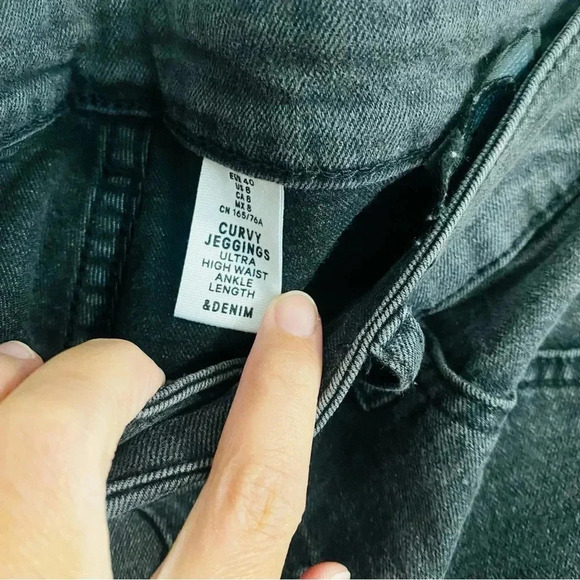 EUR 40
US 8
CA 8
MX 8
CN 165/76A
CURVY
JEGGINGS
ULTRA
HIGH WAIST
ANKLE
LENGTH
&DENIM